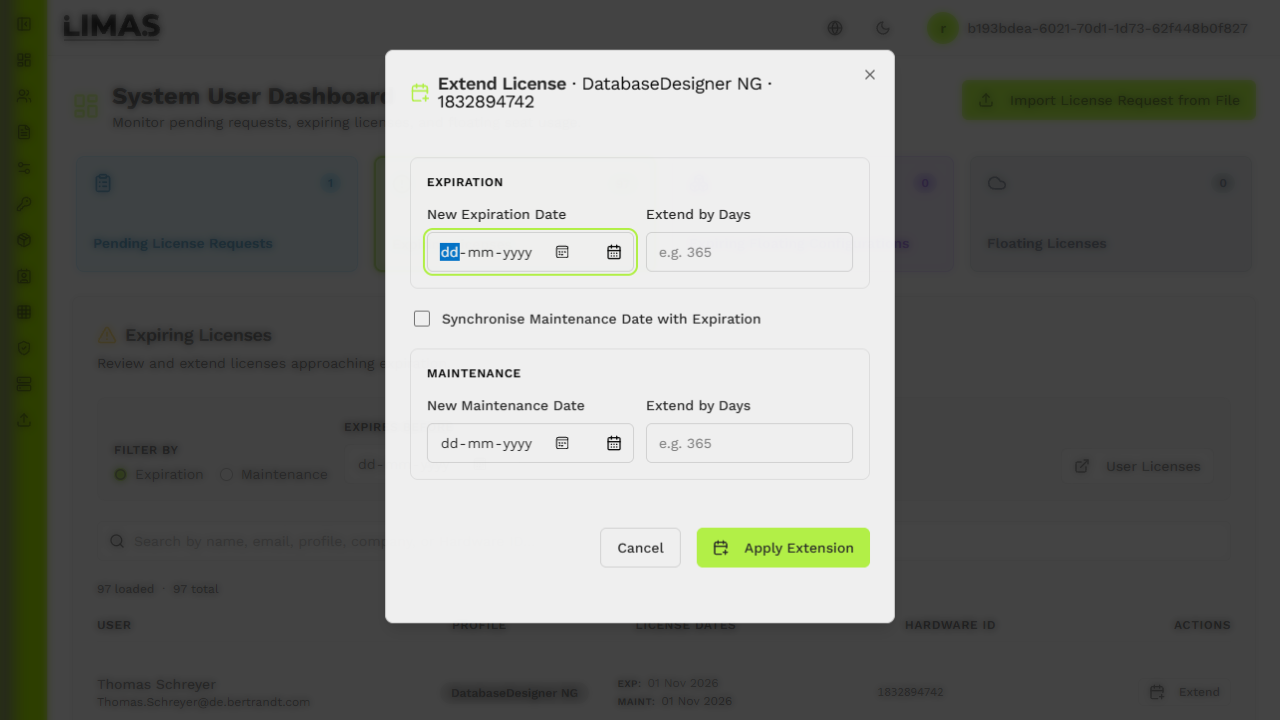 LIMAS
r
b193bdea-6021-70d1-1d73-62f448b0f827
System User Dashboard
Monitor pending requests, expiring licen
Import License Request from File
1
Pending License Requests
0
0
Floating Licenses
Extend License · DatabaseDesigner NG ·
1832894742
EXPIRATION
New Expiration Date
Extend by Days
dd-mm-yyyy
e.g. 365
Synchronise Maintenance Date with Expiration
MAINTENANCE
New Maintenance Date
Extend by Days
dd-mm-yyyy
e.g. 365
Cancel
Apply Extension
Expiring Licenses
Review and extend licenses approaching e
FILTER BY
Expiration
Maintenance
EXPIRE
dd-
User Licenses
Search by name, email, profile, comp
97 loaded · 97 total
USER
PROFILE
LICENSE DATES
HARDWARE ID
ACTIONS
Thomas Schreyer
Thomas.Schreyer@de.bertrandt.com
DatabaseDesigner NG
EXP: 01 Nov 2026
MAINT: 01 Nov 2026
1832894742
Extend